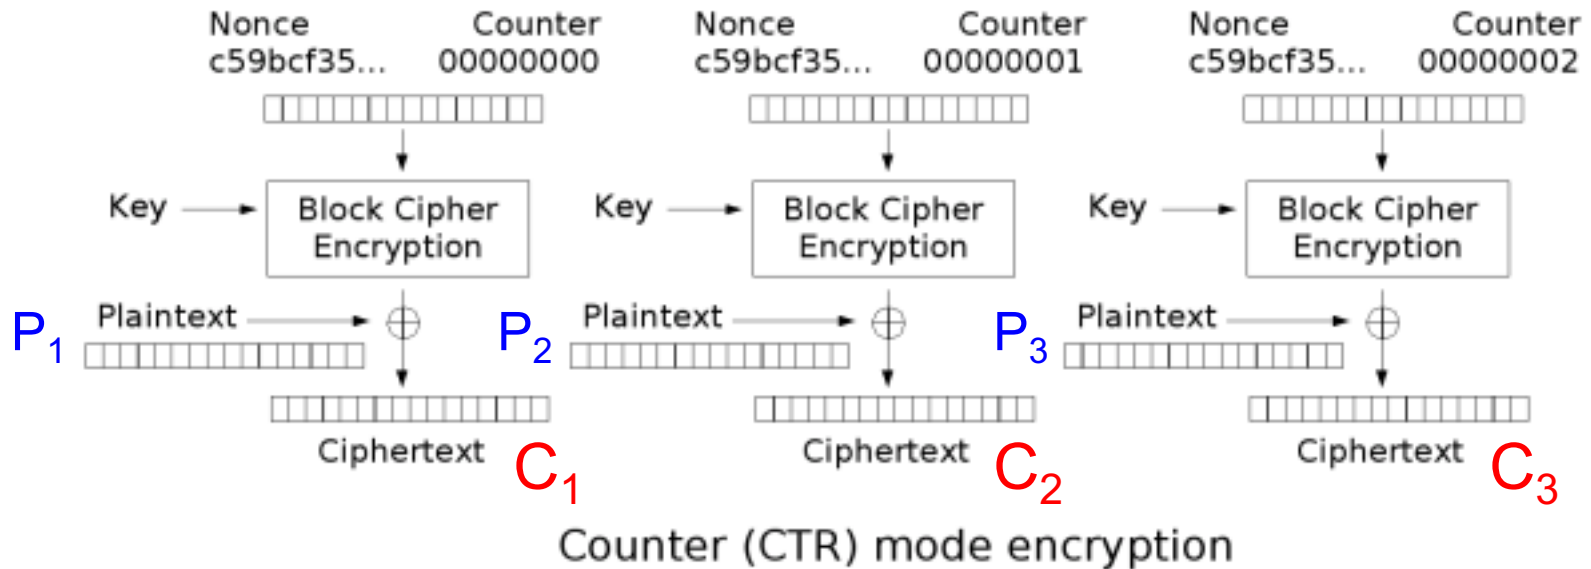 Nonce Counter Nonce Counter Nonce Counter
c59bcf35... 00000000 c59bcf35... 00000001 c59bcf35... 00000002
Key Block Cipher Encryption Key Block Cipher Encryption Key Block Cipher Encryption
P1 Plaintext P2 Plaintext P3 Plaintext
Ciphertext C1 Ciphertext C2 Ciphertext C3
Counter (CTR) mode encryption